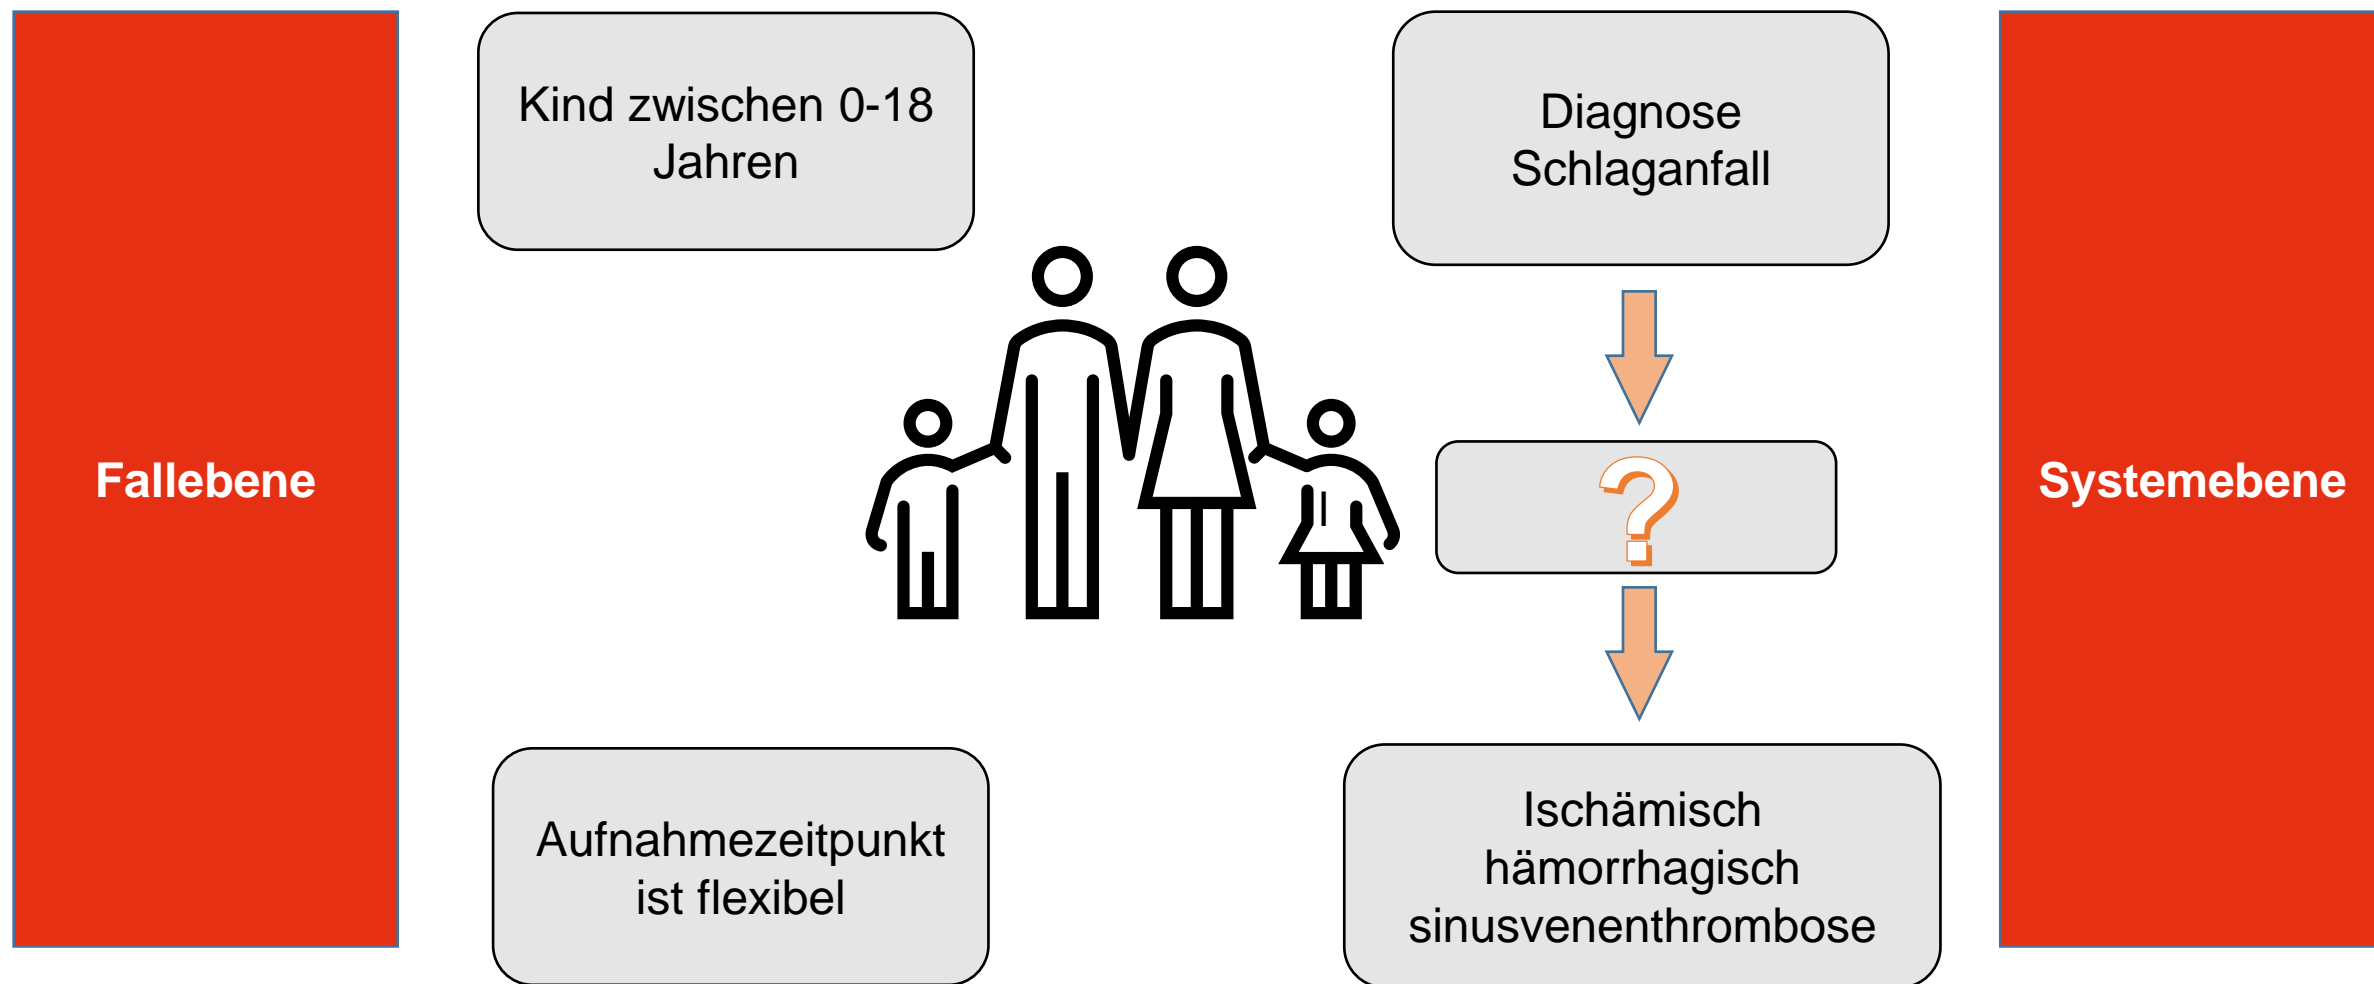 Fallebene
Kind zwischen 0-18
Jahren
Diagnose
Schlaganfall
?
Aufnahmezeitpunkt
ist flexibel
Ischämisch
hämorrhagisch
sinusvenenthrombose
Systemebene